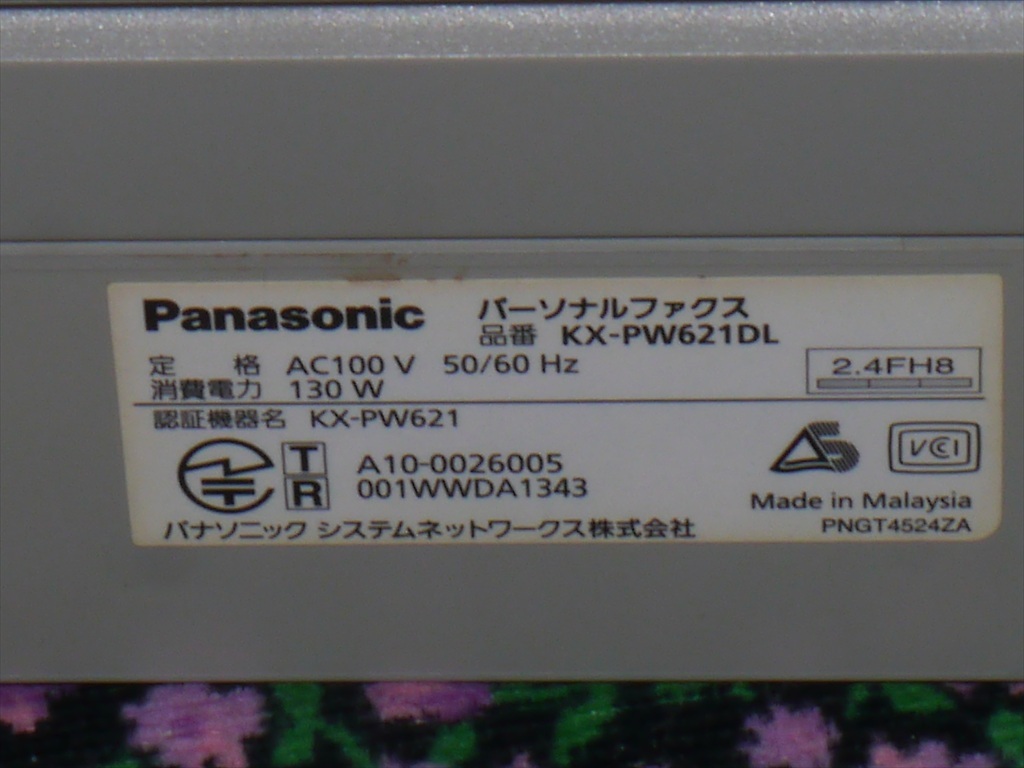 Panasonic
パーソナルファクス
品番 KX-PW621DL
定 格 AC100 V 50/60 Hz
消費電力 130 W
2.4FH8
認証機器名 KX-PW621
T A10-0026005
R 001WWDA1343
VCI
Made in Malaysia
パナソニック システムネットワークス株式会社
PNGT4524ZA